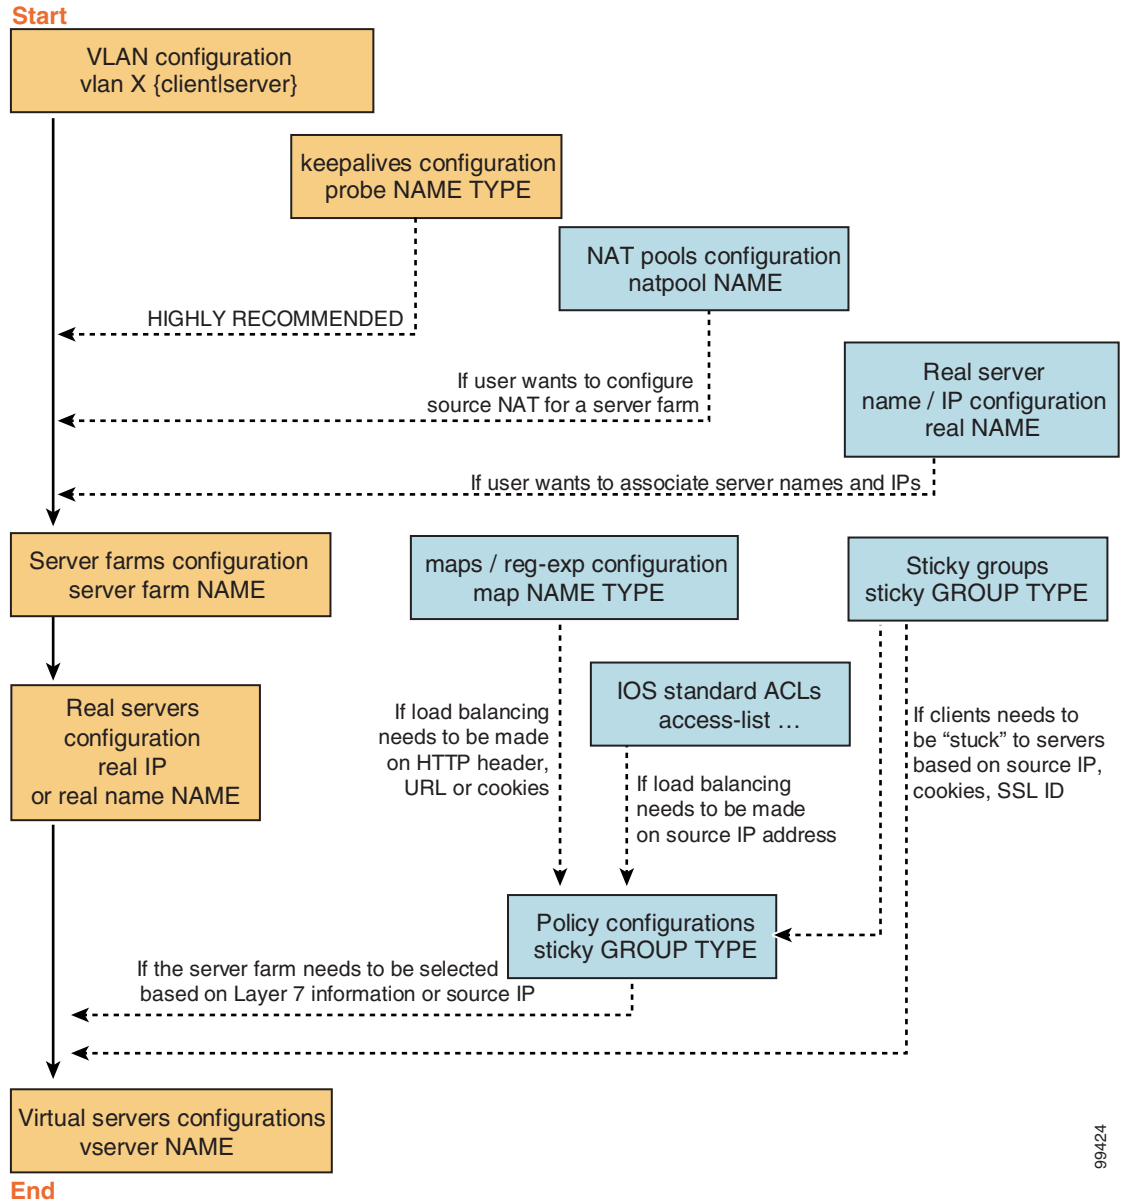 Start
VLAN configuration
vlan X {client|server}
keepalives configuration
probe NAME TYPE
NAT pools configuration
natpool NAME
HIGHLY RECOMMENDED
If user wants to configure
source NAT for a server farm
Real server
name / IP configuration
real NAME
If user wants to associate server names and IPs
Server farms configuration
server farm NAME
maps / reg-exp configuration
map NAME TYPE
Sticky groups
sticky GROUP TYPE
Real servers
configuration
real IP
or real name NAME
If load balancing
needs to be made
on HTTP header,
URL or cookies
IOS standard ACLs
access-list …
If load balancing
needs to be made
on source IP address
If clients needs to
be “stuck” to servers
based on source IP,
cookies, SSL ID
Policy configurations
sticky GROUP TYPE
If the server farm needs to be selected
based on Layer 7 information or source IP
Virtual servers configurations
vserver NAME
End
99424